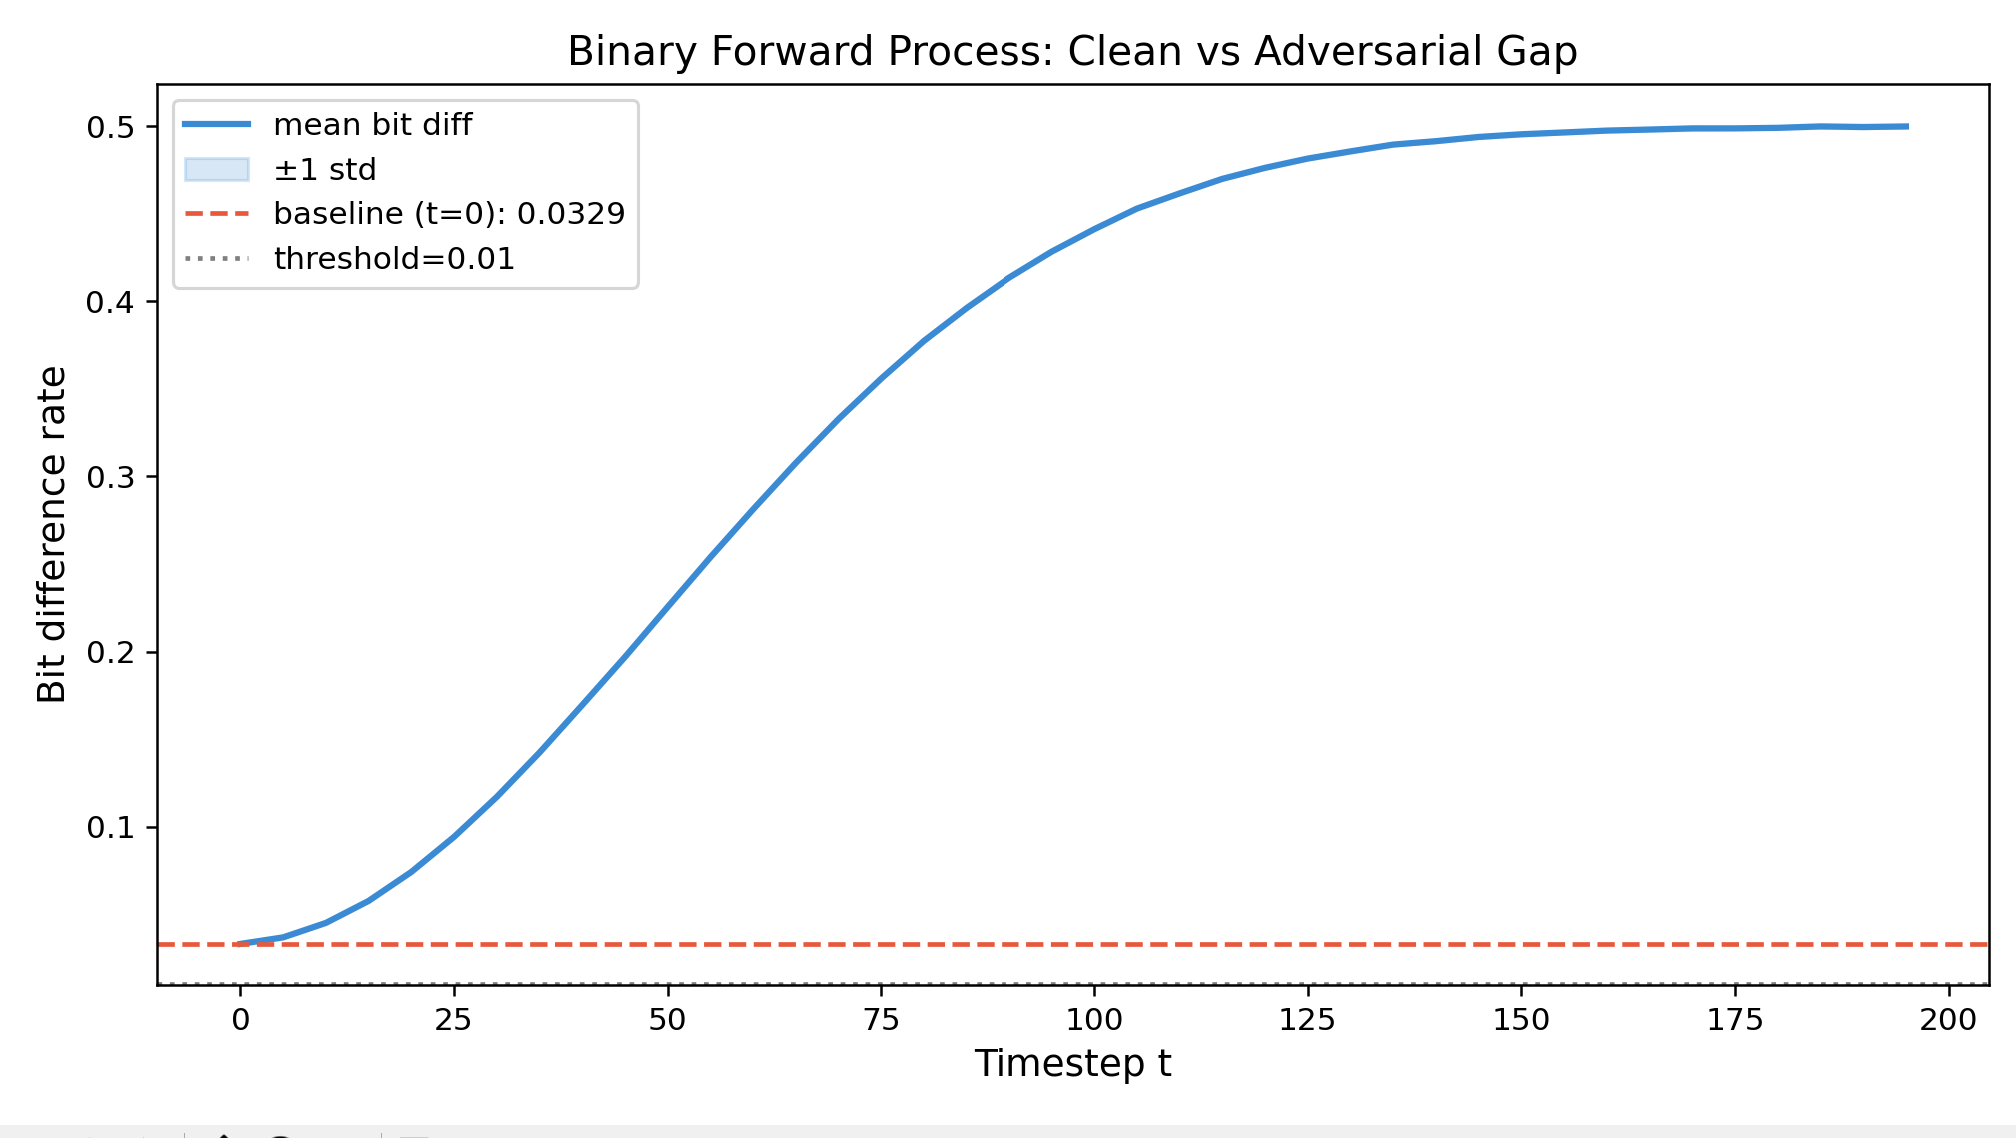 Binary Forward Process: Clean vs Adversarial Gap
mean bit diff
±1 std
baseline (t=0): 0.0329
threshold=0.01
0.5
0.4
0.3
0.2
0.1
Bit difference rate
0 25 50 75 100 125 150 175 200
Timestep t